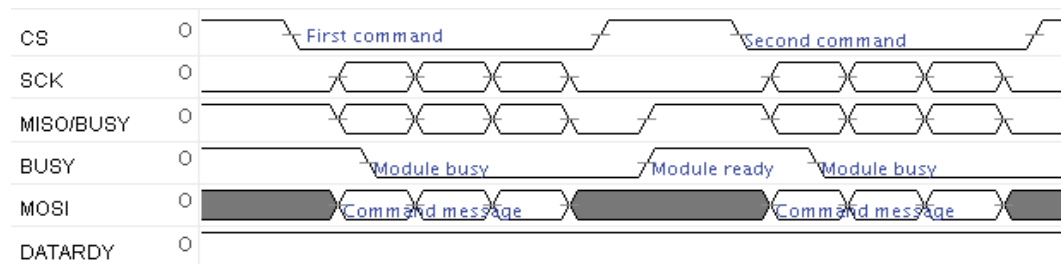 CS O First command Second command
SCK O
MISO/BUSY O
BUSY O Module busy Module ready Module busy
MOSI O Command message Command message
DATARDY O